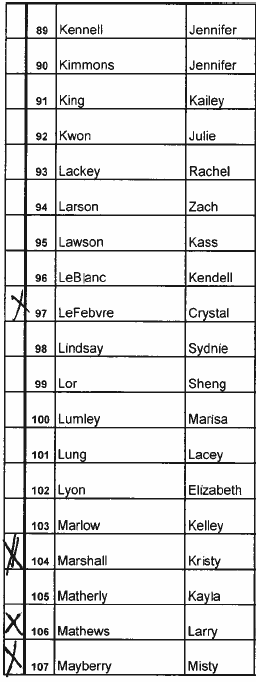 89 Kennell Jennifer
90 Kimmons Jennifer
91 King Kailey
92 Kwon Julie
93 Lackey Rachel
94 Larson Zach
95 Lawson Kass
96 LeBlanc Kendell
X 97 LeFebvre Crystal
98 Lindsay Sydnie
99 Lor Sheng
100 Lumley Marisa
101 Lung Lacey
102 Lyon Elizabeth
103 Marlow Kelley
X 104 Marshall Kristy
105 Matherly Kayla
X 106 Mathews Larry
X 107 Mayberry Misty